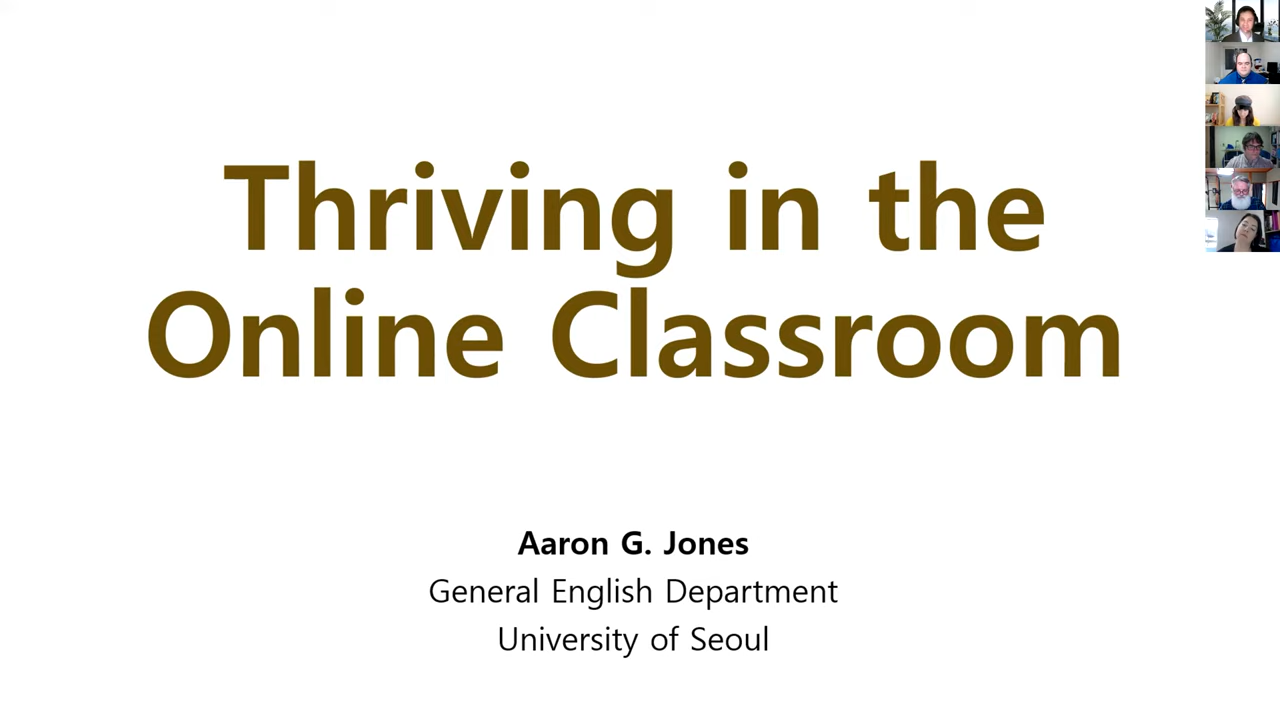 Thriving in the
Online Classroom
Aaron G. Jones
General English Department
University of Seoul